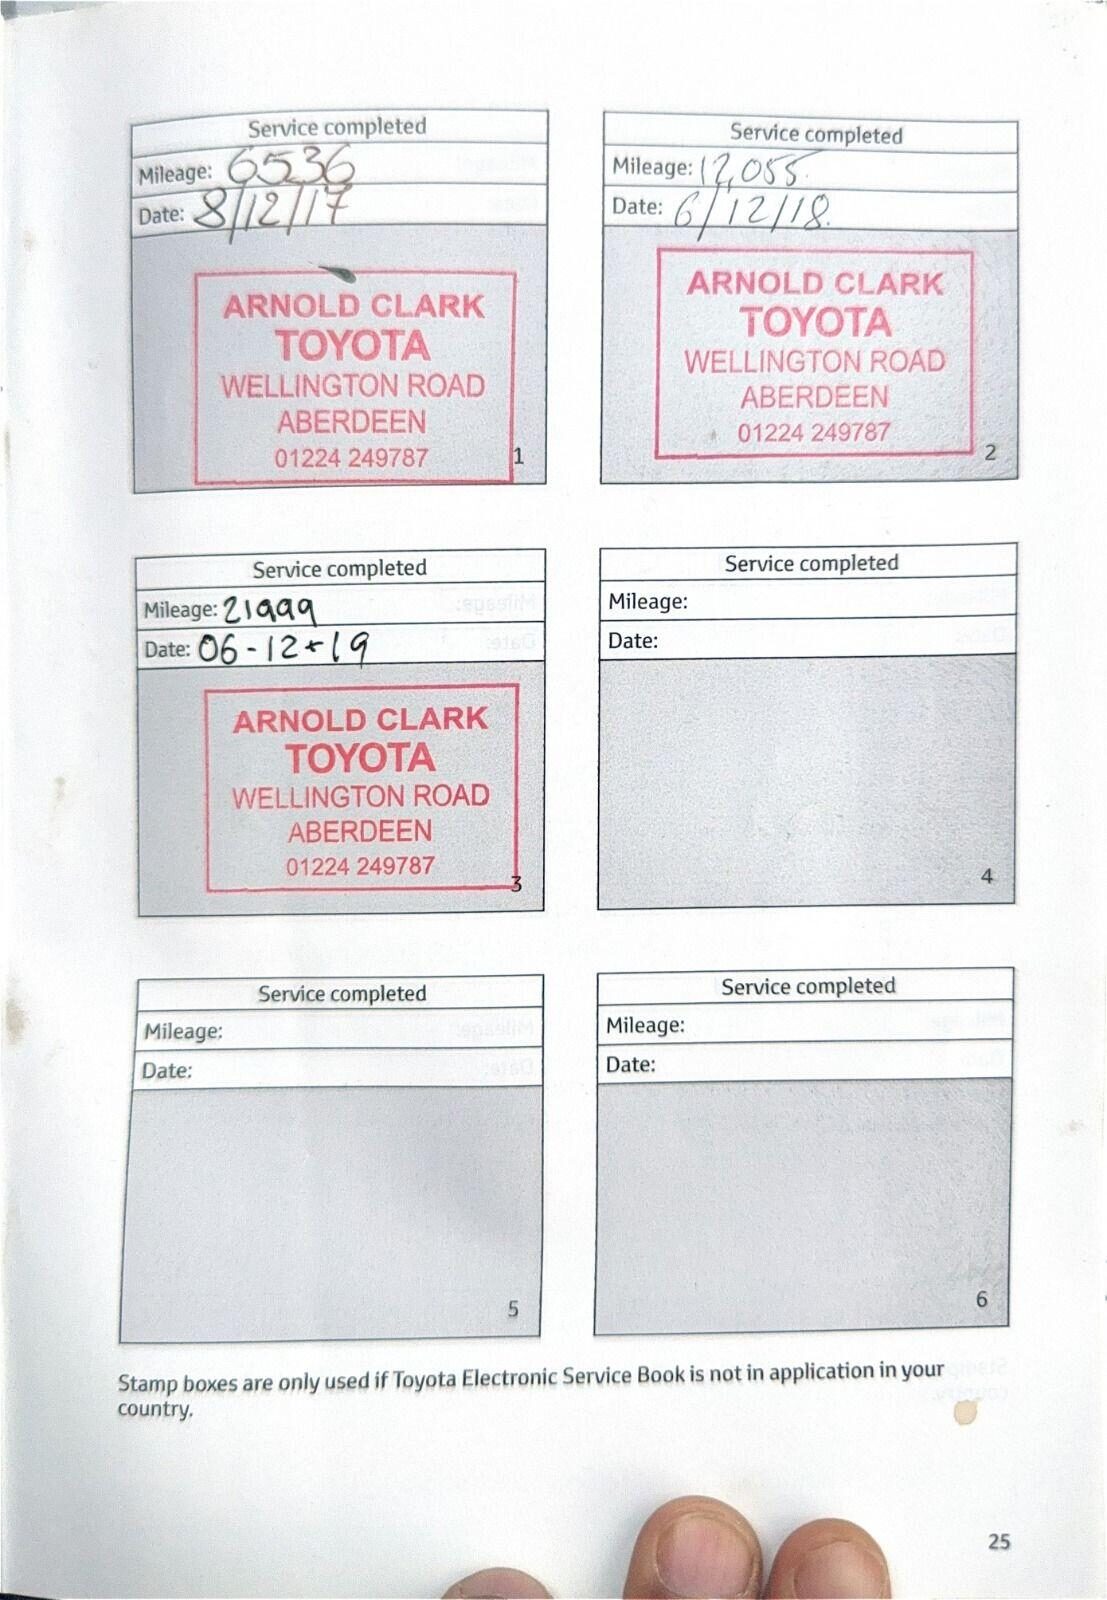 Service completed
Mileage: 6536
Date: 8/12/17
ARNOLD CLARK
TOYOTA
WELLINGTON ROAD
ABERDEEN
01224 249787
1
Service completed
Mileage: 12,055
Date: 6/12/18.
ARNOLD CLARK
TOYOTA
WELLINGTON ROAD
ABERDEEN
01224 249787
2
Service completed
Mileage: 21999
Date: 06-12-19
ARNOLD CLARK
TOYOTA
WELLINGTON ROAD
ABERDEEN
01224 249787
3
Service completed
Mileage:
Date:
4
Service completed
Mileage:
Date:
5
Service completed
Mileage:
Date:
6
Stamp boxes are only used if Toyota Electronic Service Book is not in application in your
country.
25